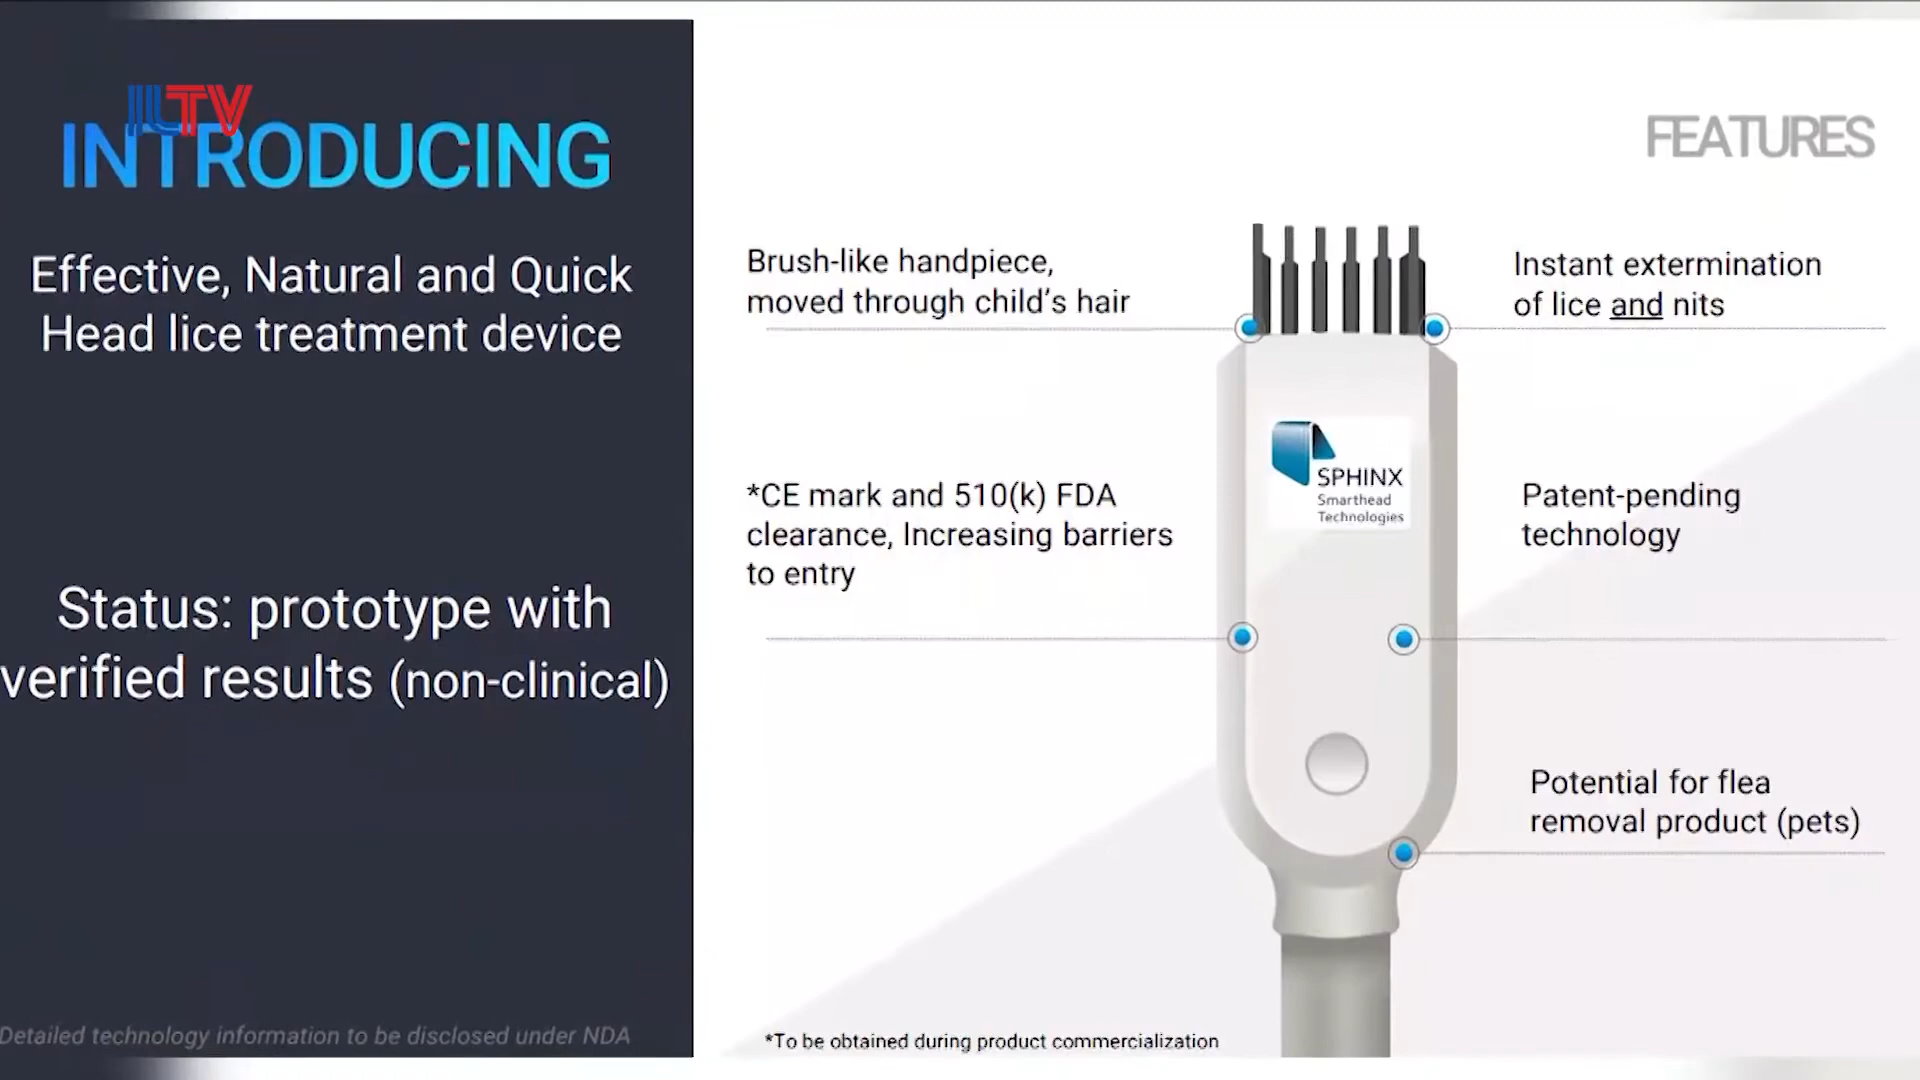 ILTV
INTRODUCING
Effective, Natural and Quick
Head lice treatment device
Status: prototype with
verified results (non-clinical)
Detailed technology information to be disclosed under NDA
FEATURES
Brush-like handpiece,
moved through child's hair
Instant extermination
of lice and nits
SPHINX
Smarthead
Technologies
*CE mark and 510(k) FDA
clearance, Increasing barriers
to entry
Patent-pending
technology
Potential for flea
removal product (pets)
*To be obtained during product commercialization